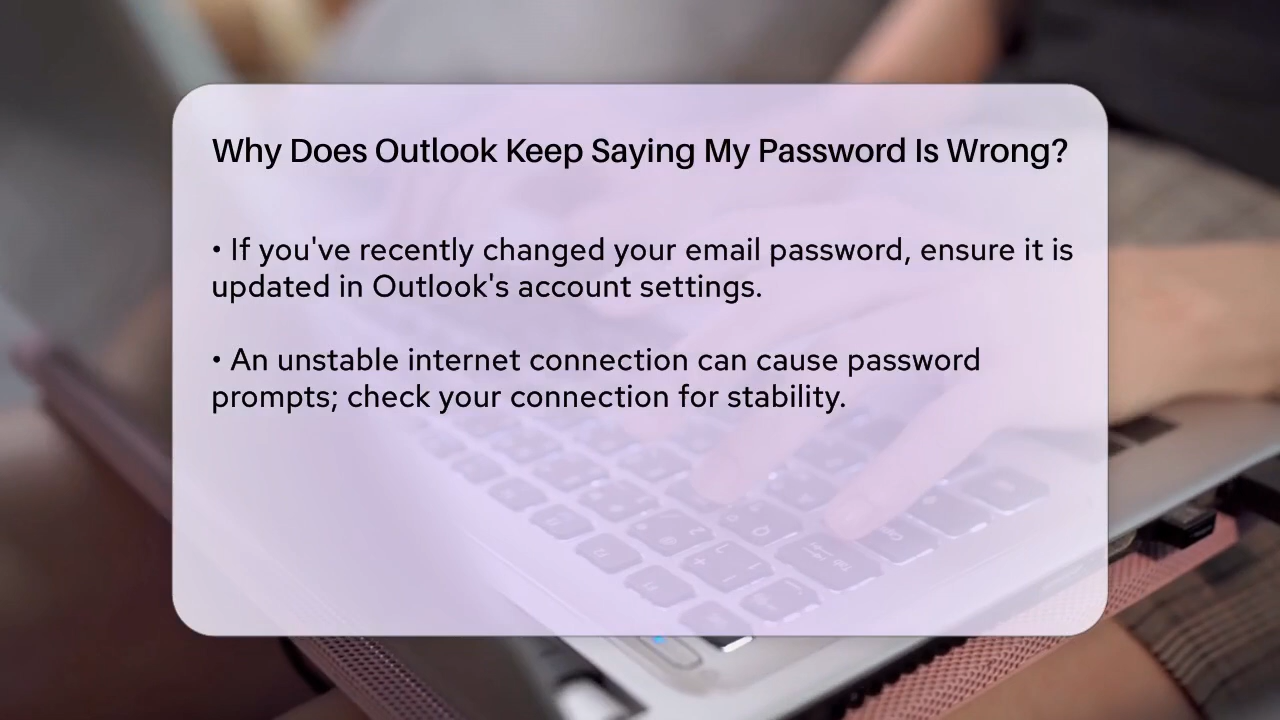 Why Does Outlook Keep Saying My Password Is Wrong?
• If you've recently changed your email password, ensure it is
updated in Outlook's account settings.
• An unstable internet connection can cause password
prompts; check your connection for stability.